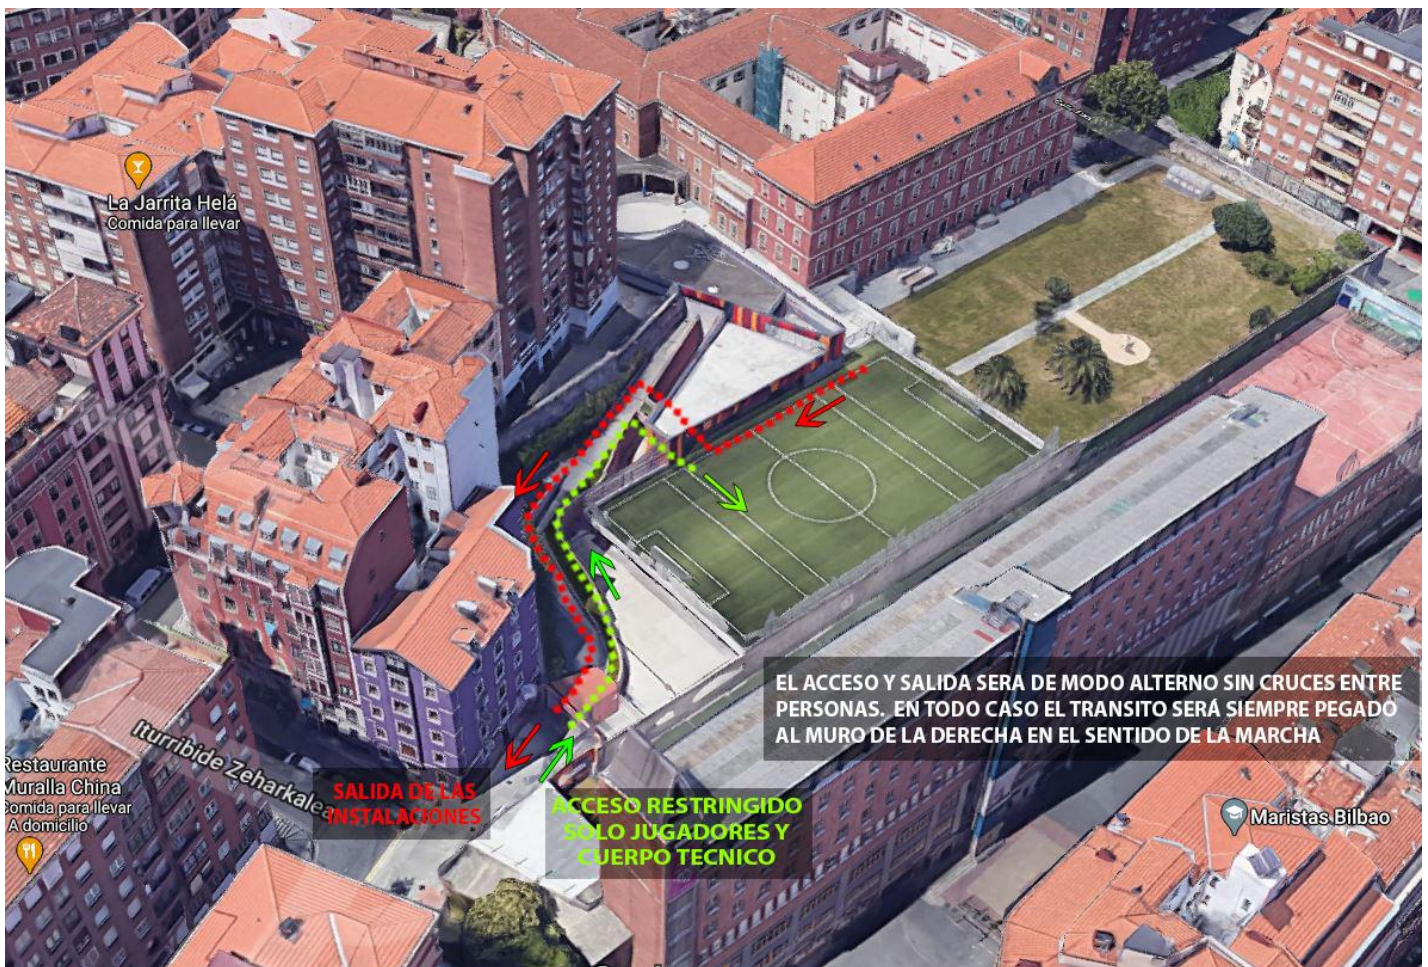 La Jarrita Helá
Comida para llevar
EL ACCESO Y SALIDA SERA DE MODO ALTERNO SIN CRUCES ENTRE
PERSONAS. EN TODO CASO EL TRANSITO SERÁ SIEMPRE PEGADO
AL MURO DE LA DERECHA EN EL SENTIDO DE LA MARCHA
Iturribide Zeharkalea
Restaurante
Muralla China
Comida para llevar
A domicilio
SALIDA DE LAS
INSTALACIONES
ACCESO RESTRINGIDO
SOLO JUGADORES Y
CUERPO TECNICO
Maristas Bilbao